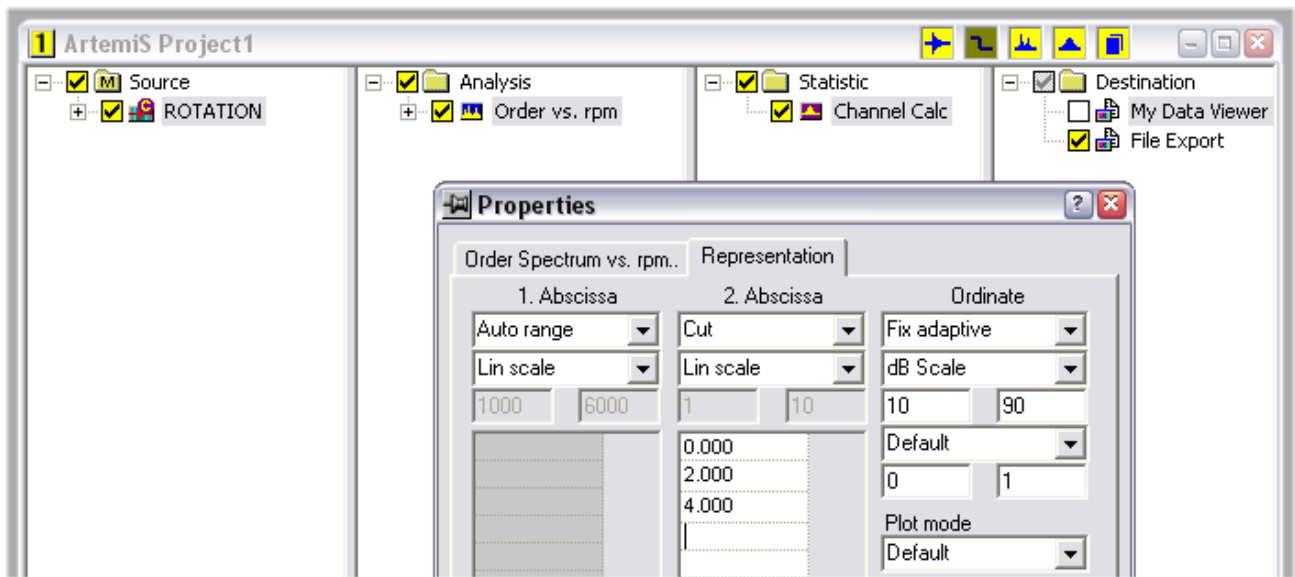 1 ArtemiS Project1
Source
ROTATION
Analysis
Order vs. rpm
Statistic
Channel Calc
Destination
My Data Viewer
File Export
Properties
Order Spectrum vs. rpm.. Representation
1. Abscissa 2. Abscissa Ordinate
Auto range Cut Fix adaptive
Lin scale Lin scale dB Scale
1000 6000 1 10 10 90
0.000 Default
2.000 0 1
4.000
Plot mode
Default